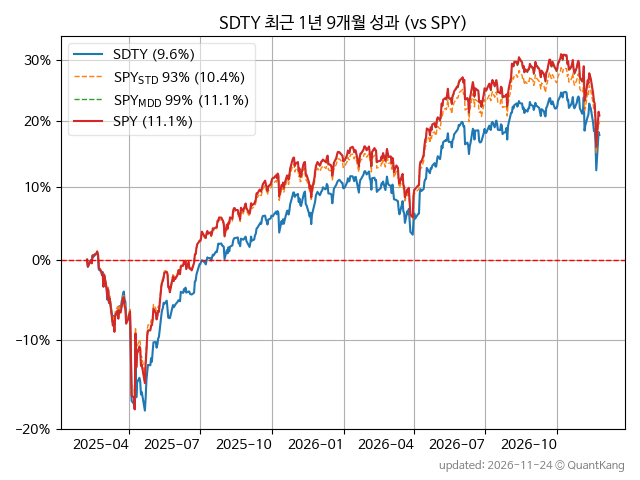 SDTY 최근 1년 9개월 성과 (vs SPY)
SDTY (9.6%)
SPY_STD 93% (10.4%)
SPY_MDD 99% (11.1%)
SPY (11.1%)
30%
20%
10%
0%
−10%
−20%
2025−04 2025−07 2025−10 2026−01 2026−04 2026−07 2026−10
updated: 2026-11-24 © QuantKang